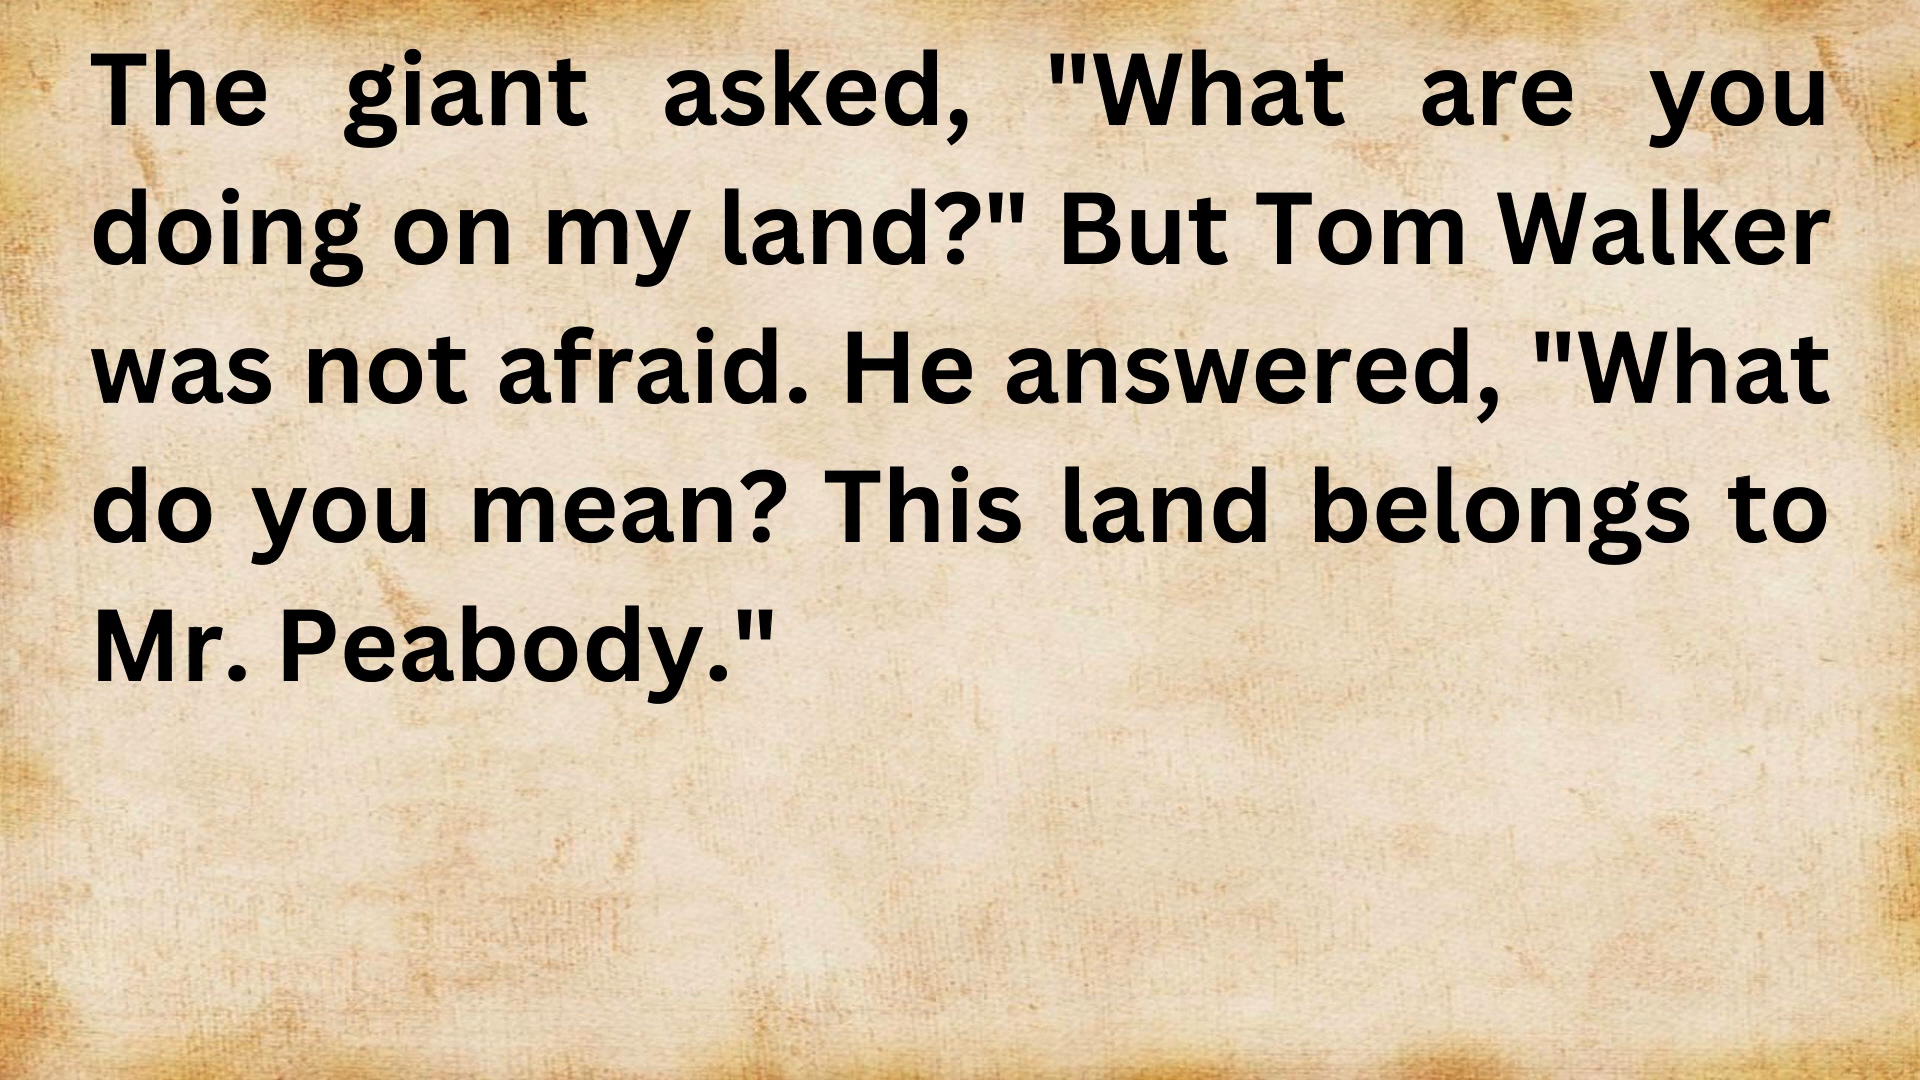 The giant asked, "What are you
doing on my land?" But Tom Walker
was not afraid. He answered, "What
do you mean? This land belongs to
Mr. Peabody."